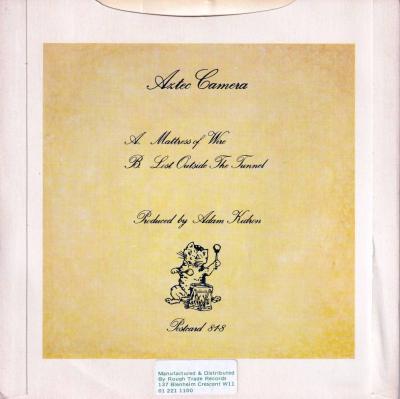 Aztec Camera
A. Mattress of Wire
B. Lost Outside The Tunnel
Produced by Adam Kidron
Postcard 81-8
Manufactured & Distributed
By Rough Trade Records
137 Blenheim Crescent W11
01 221 1100